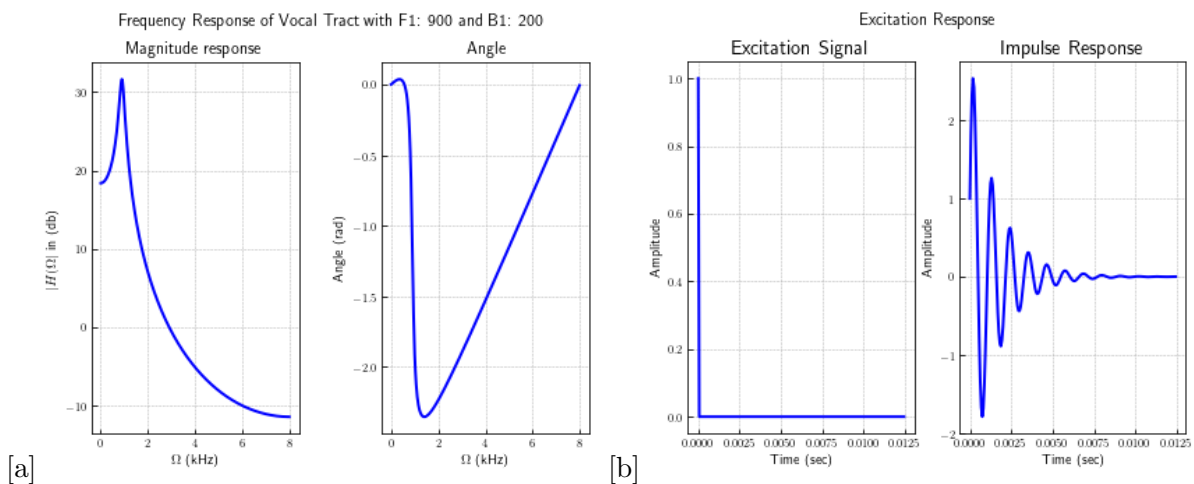 Frequency Response of Vocal Tract with F1: 900 and B1: 200
Magnitude response
|H(Ω| in (db)
30
20
10
0
−10
0 2 4 6 8
Ω (kHz)
Angle
Angle (rad)
0.0
−0.5
−1.0
−1.5
−2.0
0 2 4 6 8
Ω (kHz)
[a]
Excitation Response
Excitation Signal
Amplitude
1.0
0.8
0.6
0.4
0.2
0.0
0.0000 0.0025 0.0050 0.0075 0.0100 0.0125
Time (sec)
Impulse Response
Amplitude
2
1
0
−1
−2
0.0000 0.0025 0.0050 0.0075 0.0100 0.0125
Time (sec)
[b]